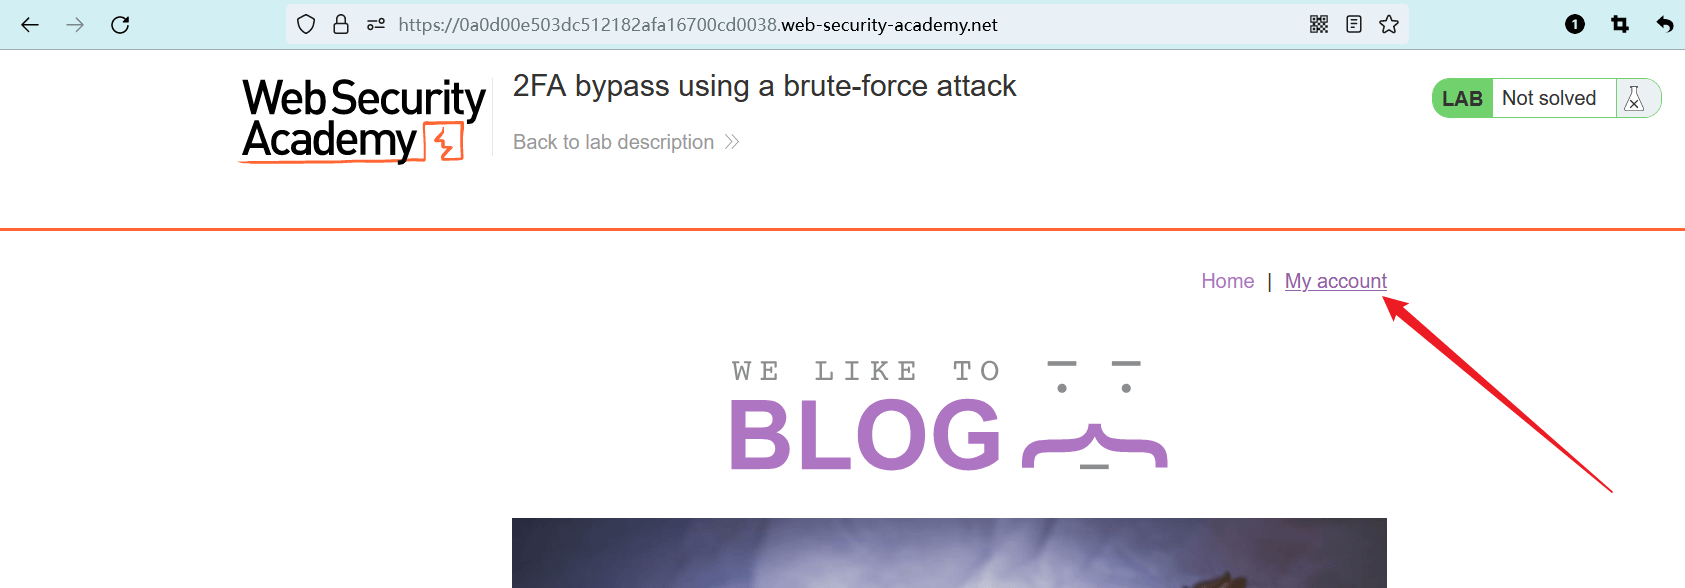 https://0a0d00e503dc512182afa16700cd0038.web-security-academy.net
1
Web Security
Academy
2FA bypass using a brute-force attack
Back to lab description
LAB Not solved
Home | My account
WE LIKE TO
BLOG